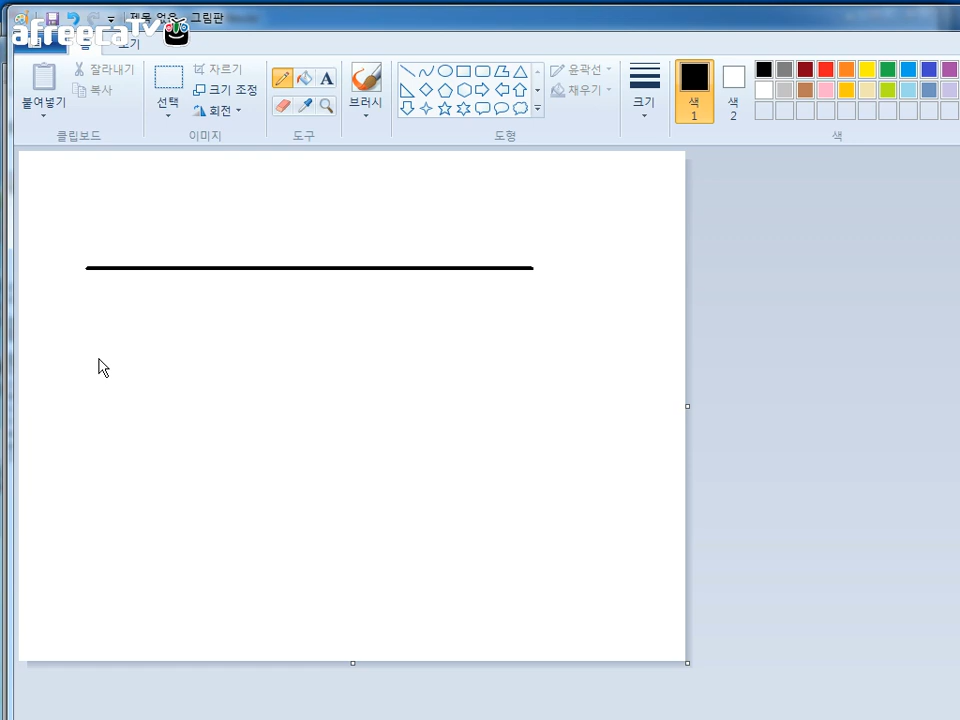 제목 없음 - 그림판
afreecaTV
보기
잘라내기
복사
붙여넣기
클립보드
선택
자르기
크기 조정
회전
이미지
A
도구
브러시
윤곽선
채우기
도형
크기
색
1
색
2
색